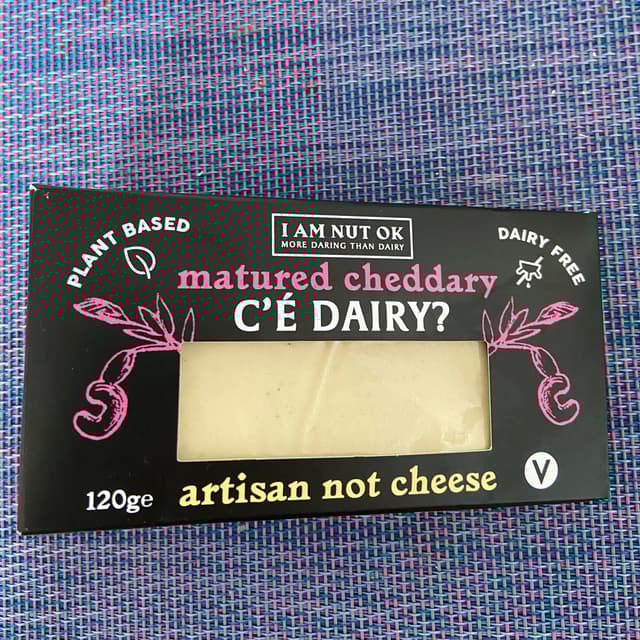 PLANT BASED
I AM NUT OK
MORE DARING THAN DAIRY
DAIRY FREE
matured cheddary
C'É DAIRY?
120ge
artisan not cheese
V